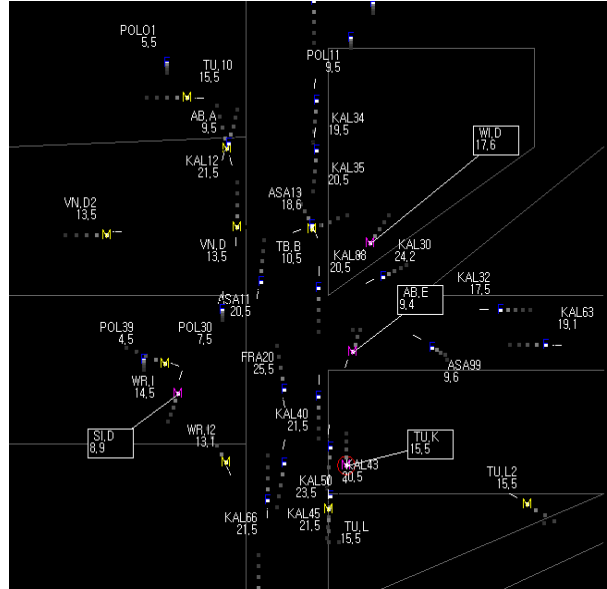 POLO1
5,5
TU,10
15,5
POL11
9,5
AB,A
9,5
KAL34
19,5
KAL12
21,5
WI,D
17,6
KAL35
20,5
ASA13
18,6
VN,D2
13,5
VN,D
13,5
TB,B
10,5
20,5
KAL30
24,2
KAL32
17,5
AB,E
9,4
KAL63
19,1
ASA11
20,5
POL39
4,5
POL30
7,5
FRA20
25,5
ASA99
9,6
WR,I
14,5
KAL40
21,5
SI,D
8,9
WR,I2
13,1
TU,K
15,5
KAL43
20,5
TU,L2
15,5
KAL50
23,5
KAL66
21,5
KAL45
21,5
TU,L
15,5